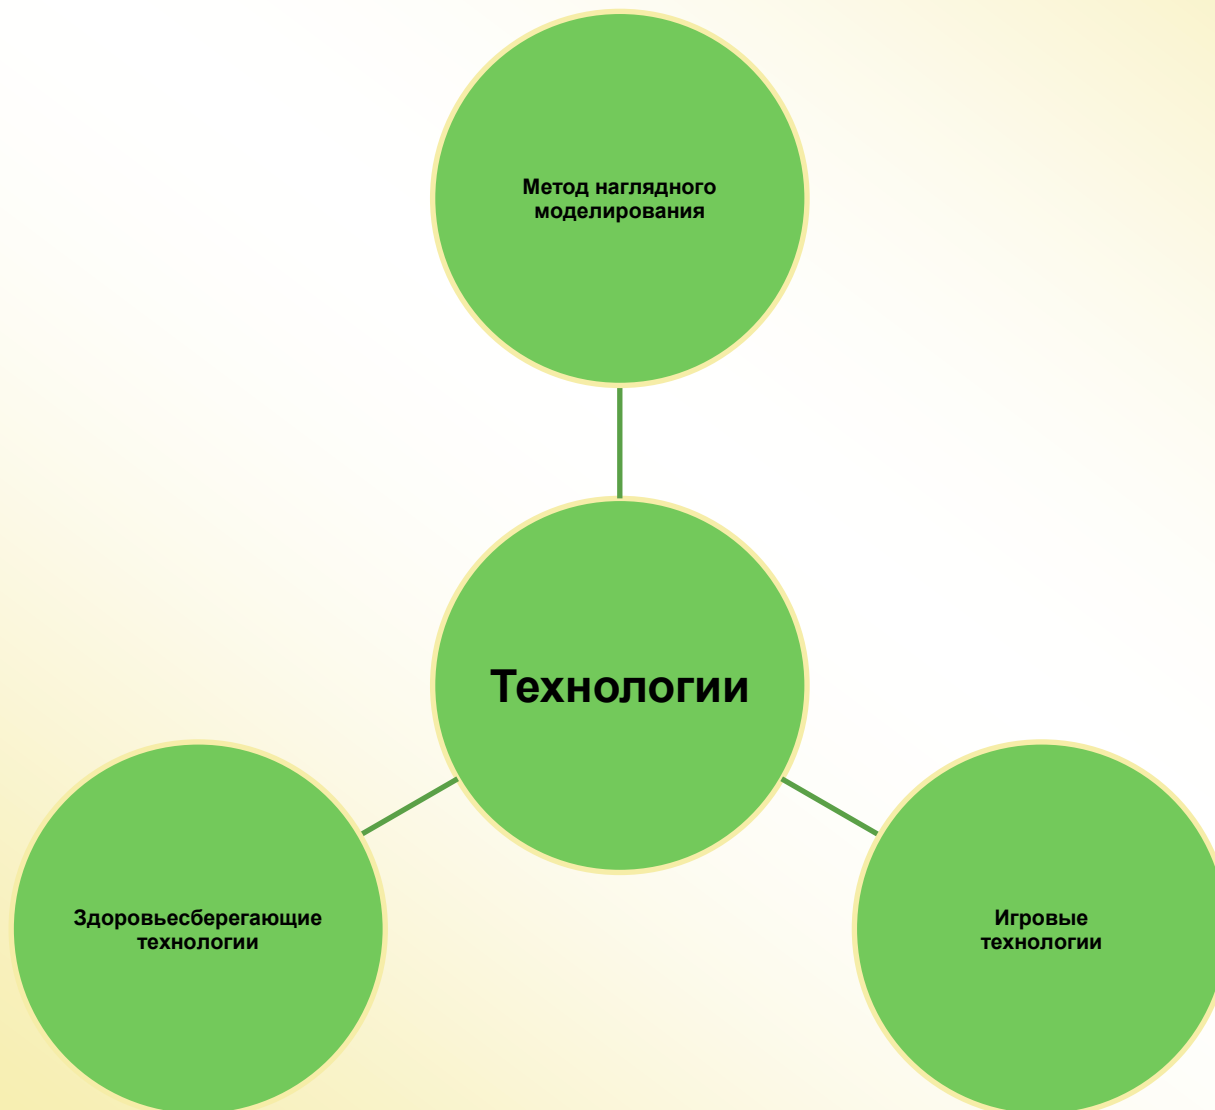 Метод наглядного
моделирования
Технологии
Здоровьесберегающие
технологии
Игровые
технологии